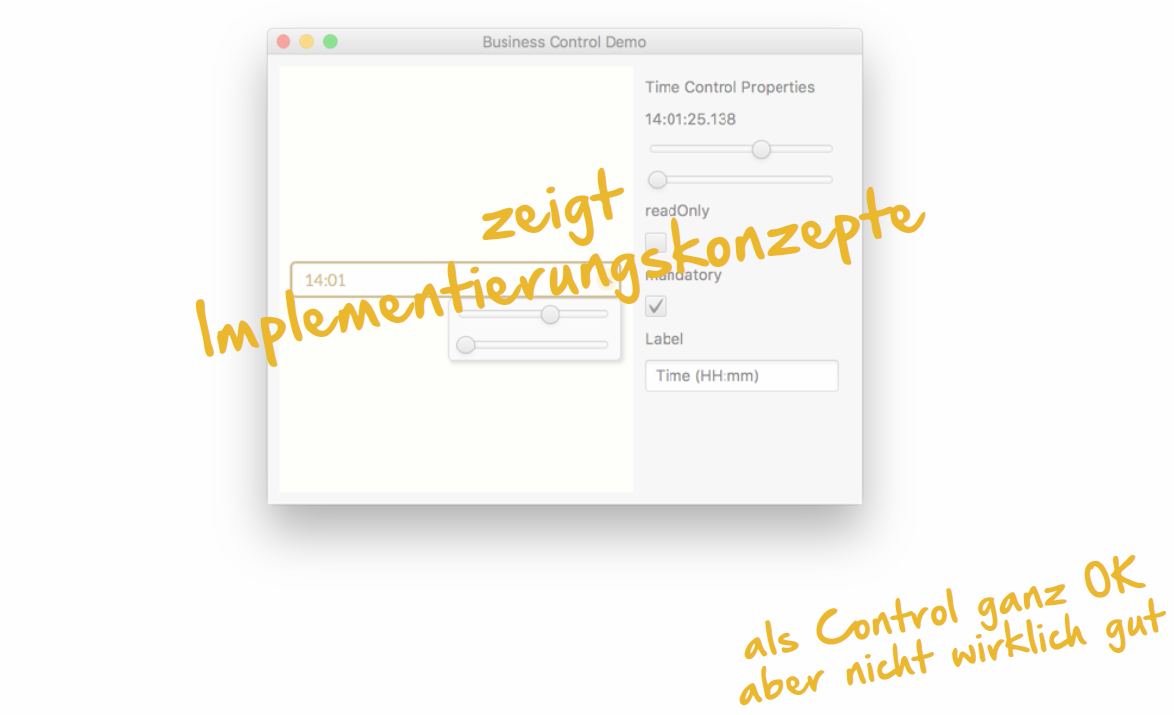 Business Control Demo
Time Control Properties
14:01:25.138
readOnly
mandatory
Label
Time (HH:mm)
14:01
zeigt
Implementierungskonzepte
als Control ganz OK
aber nicht wirklich gut